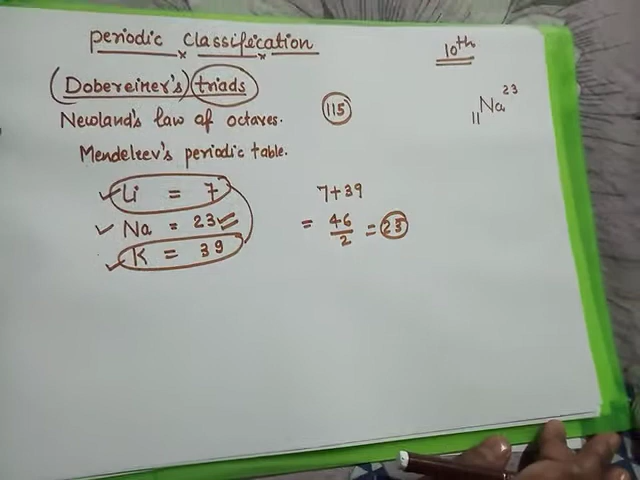 periodic classification
10th
(Dobereiner's) triads
Newland's law of octaves.
115
11Na23
Mendeleev's periodic table.
✓ Li = 7
7+39
✓ Na = 23 ✓
= 46/2 = 23
✓ K = 39